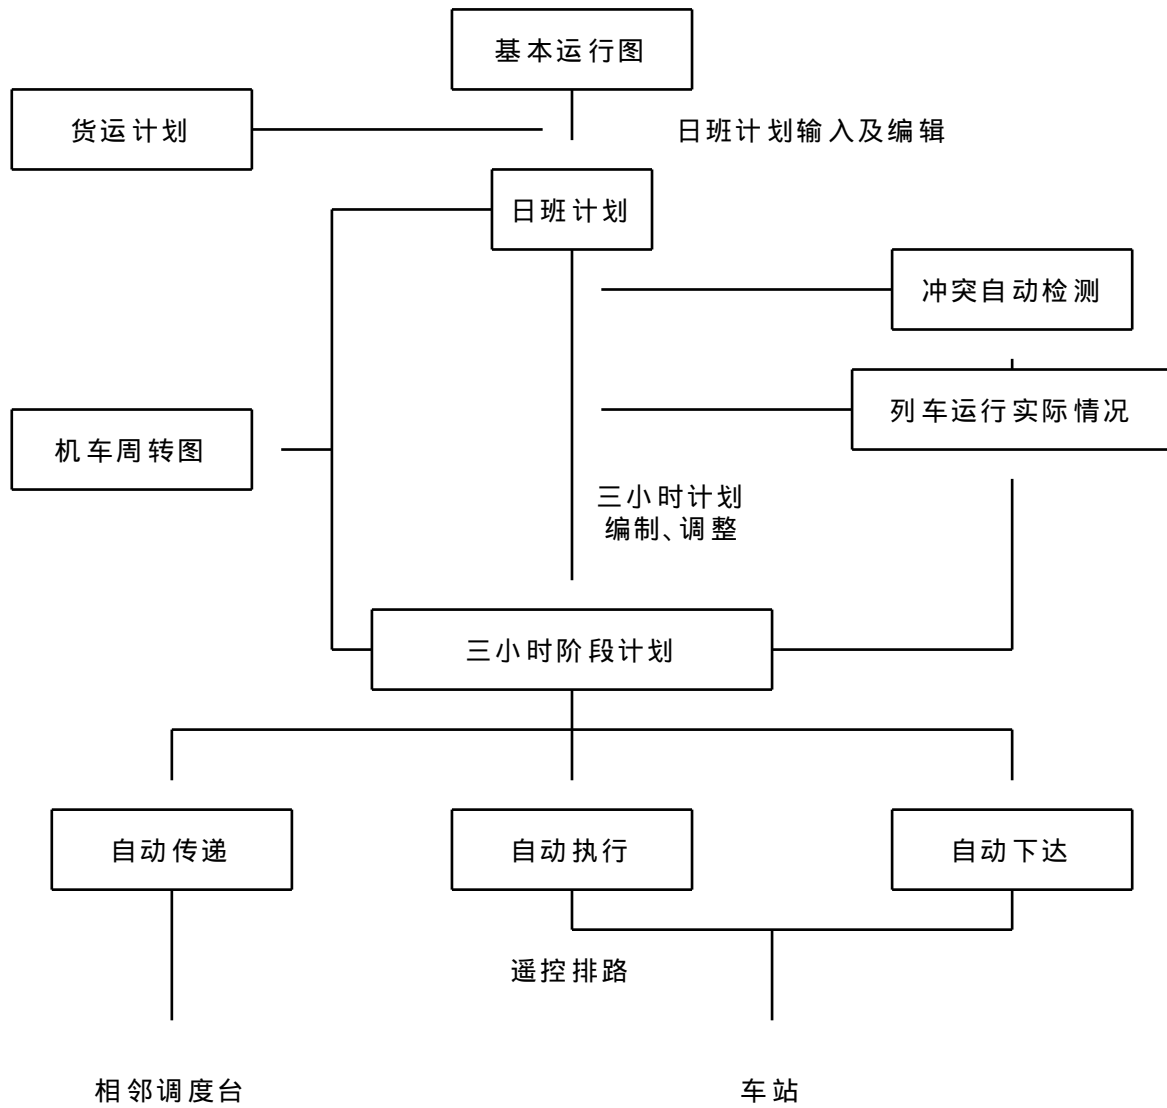 基本运行图
货运计划
日班计划输入及编辑
日班计划
冲突自动检测
列车运行实际情况
机车周转图
三小时计划
编制、调整
三小时阶段计划
自动传递
自动执行
自动下达
遥控排路
相邻调度台
车站